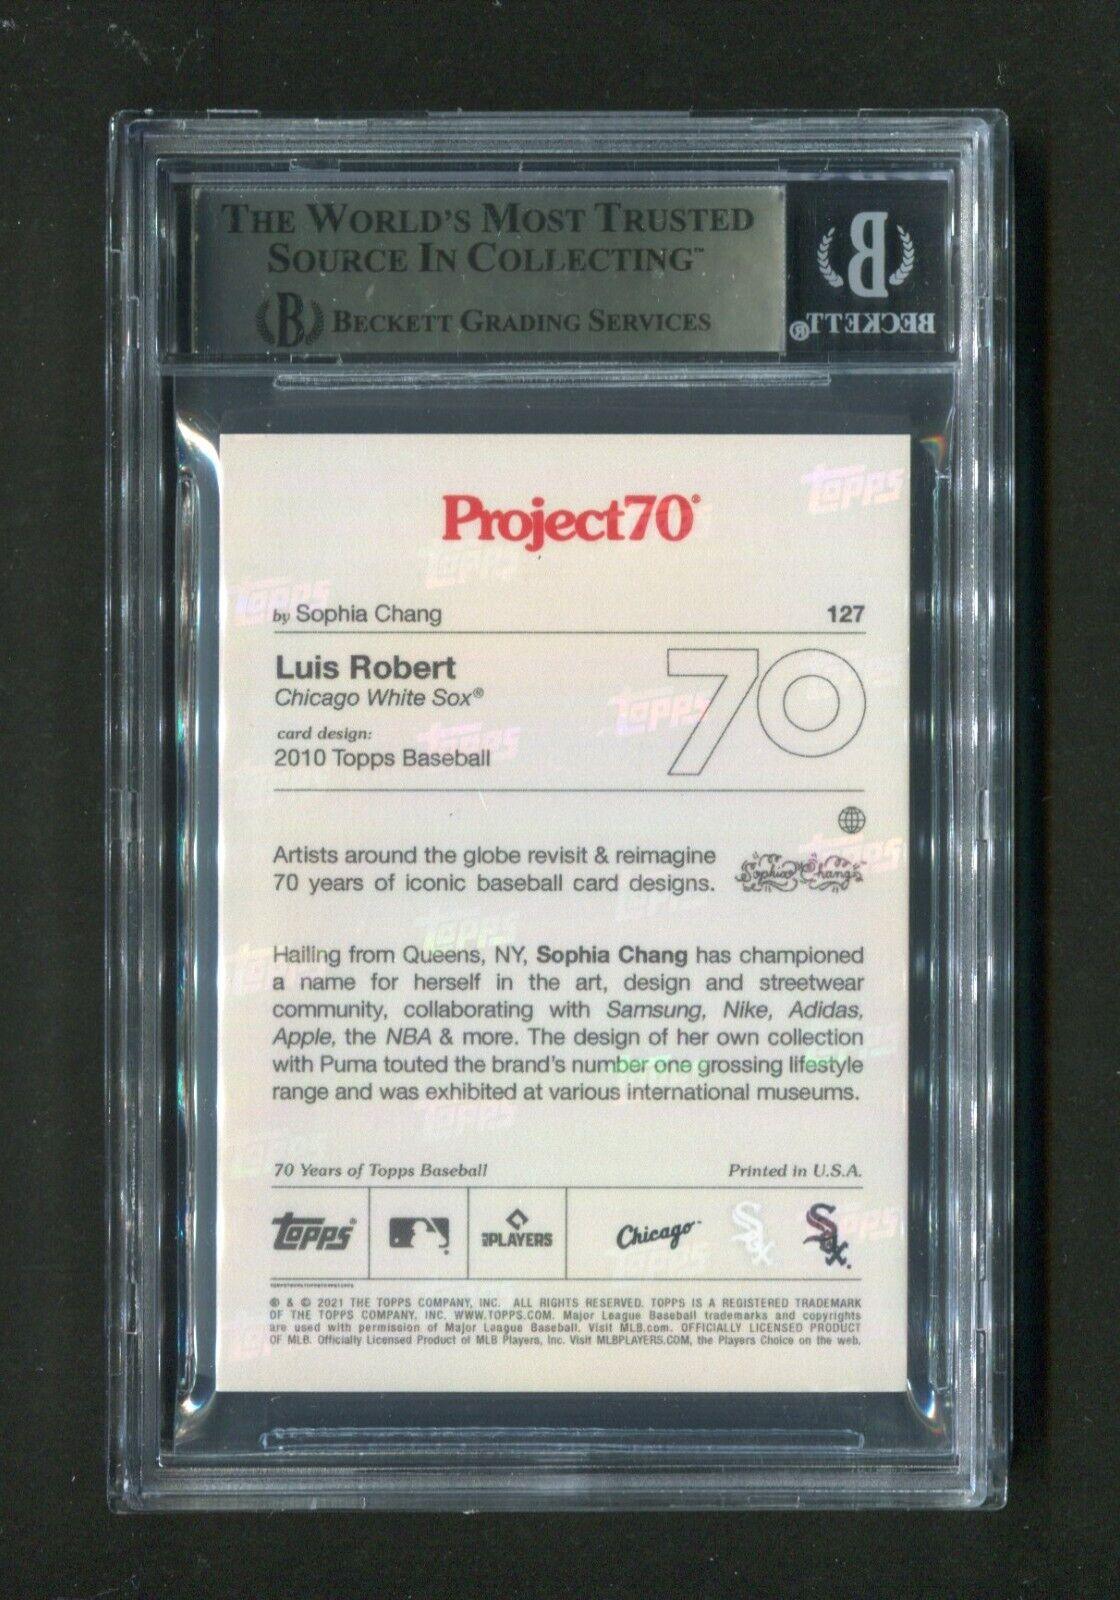 THE WORLD'S MOST TRUSTED
SOURCE IN COLLECTING™
B BECKETT GRADING SERVICES
B
BECKETT®
Project70®
by Sophia Chang 127
Luis Robert
Chicago White Sox®
card design:
2010 Topps Baseball
70
Artists around the globe revisit & reimagine
70 years of iconic baseball card designs.
Sophia Chang
Hailing from Queens, NY, Sophia Chang has championed
a name for herself in the art, design and streetwear
community, collaborating with Samsung, Nike, Adidas,
Apple, the NBA & more. The design of her own collection
with Puma touted the brand's number one grossing lifestyle
range and was exhibited at various international museums.
70 Years of Topps Baseball Printed in U.S.A.
Topps PLAYERS Chicago Sox Sox
® & © 2021 THE TOPPS COMPANY, INC. ALL RIGHTS RESERVED. TOPPS IS A REGISTERED TRADEMARK
OF THE TOPPS COMPANY, INC. WWW.TOPPS.COM. Major League Baseball trademarks and copyrights
are used with permission of Major League Baseball. Visit MLB.com. OFFICIALLY LICENSED PRODUCT
OF MLB. Officially Licensed Product of MLB Players, Inc. Visit MLBPLAYERS.COM, the Players Choice on the web.